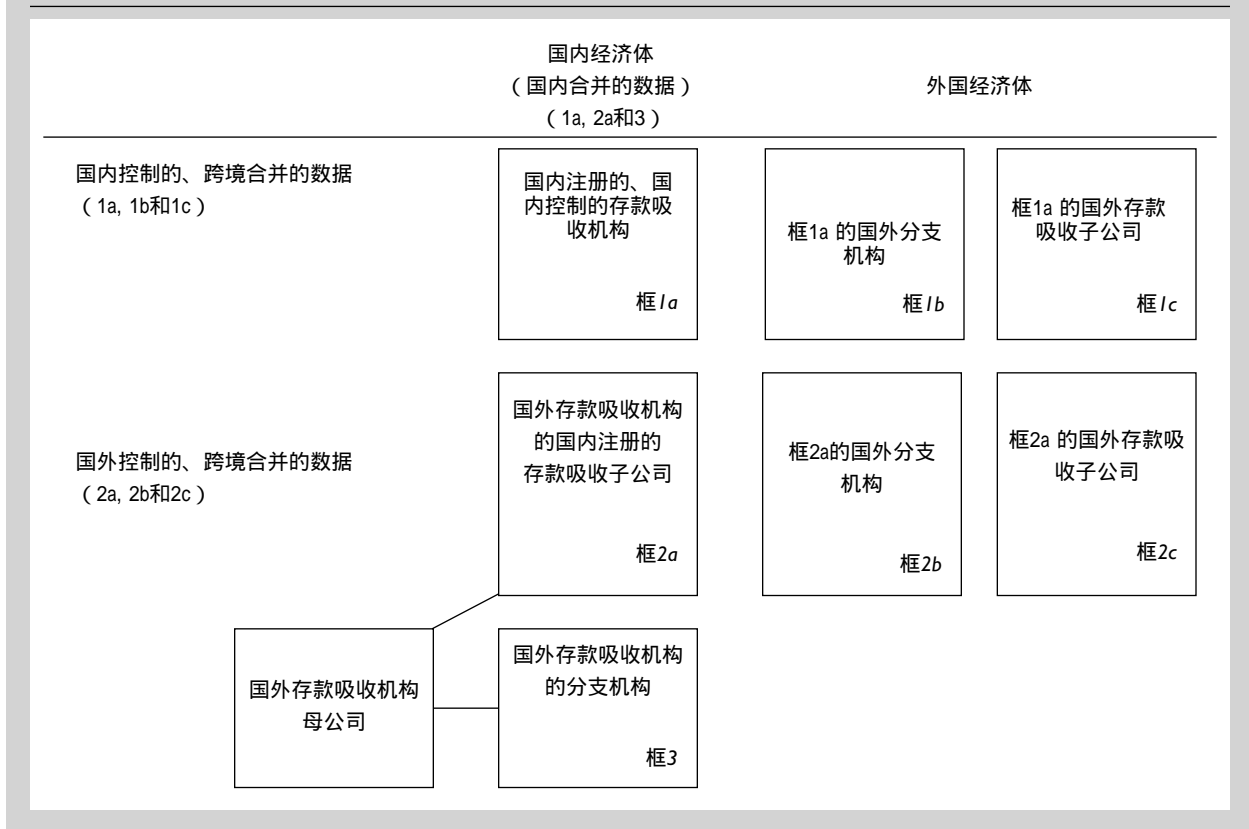 国内经济体
（国内合并的数据）
（1a, 2a和3）
外国经济体
国内控制的、跨境合并的数据
（1a, 1b和1c）
国内注册的、国
内控制的存款吸
收机构
框1a
框1a 的国外分支
机构
框1b
框1a 的国外存款
吸收子公司
框1c
国外控制的、跨境合并的数据
（2a, 2b和2c）
国外存款吸收机构
的国内注册的
存款吸收子公司
框2a
框2a的国外分支
机构
框2b
框2a 的国外存款吸
收子公司
框2c
国外存款吸收机构
母公司
国外存款吸收机构
的分支机构
框3